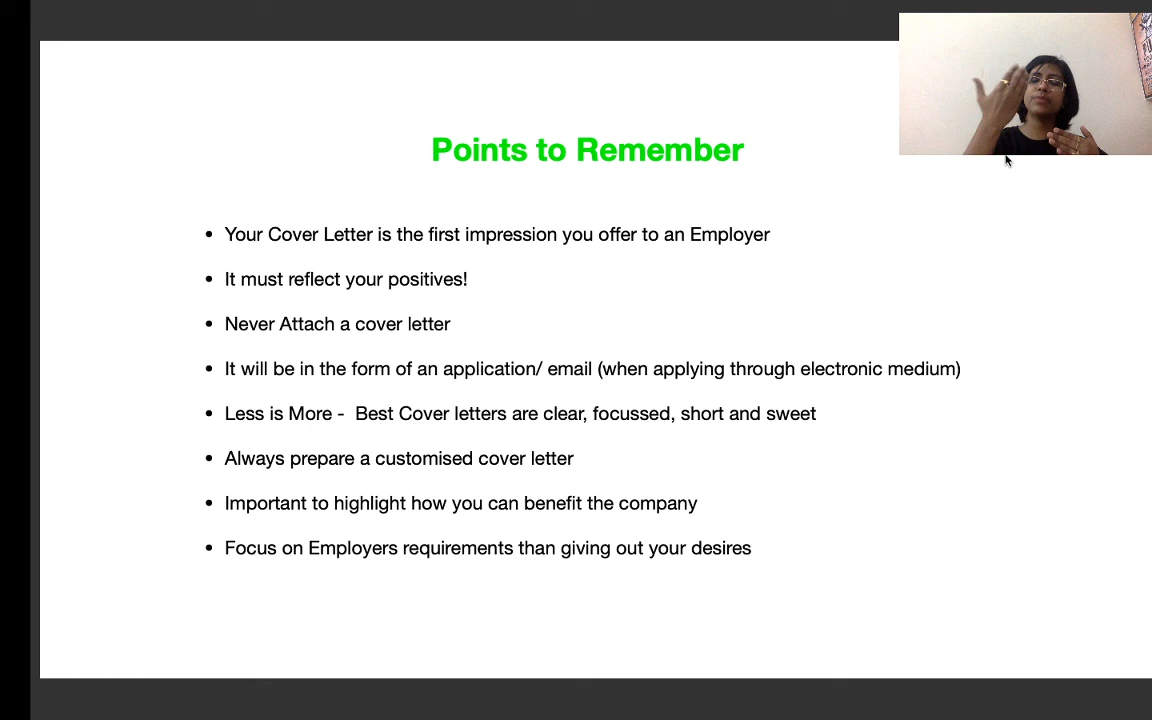 Points to Remember
• Your Cover Letter is the first impression you offer to an Employer
• It must reflect your positives!
• Never Attach a cover letter
• It will be in the form of an application/ email (when applying through electronic medium)
• Less is More -  Best Cover letters are clear, focussed, short and sweet
• Always prepare a customised cover letter
• Important to highlight how you can benefit the company
• Focus on Employers requirements than giving out your desires